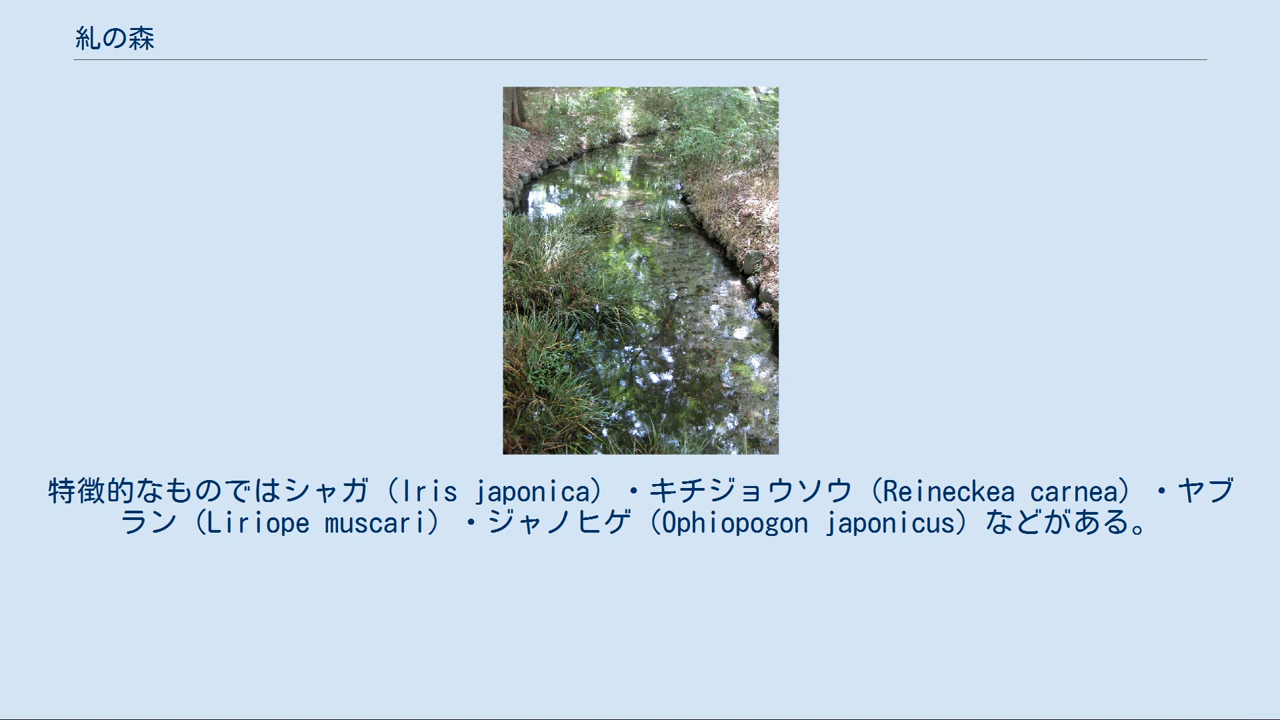 糺の森
特徴的なものではシャガ（Iris japonica）・キチジョウソウ（Reineckea carnea）・ヤブ
ラン（Liriope muscari）・ジャノヒゲ（Ophiopogon japonicus）などがある。